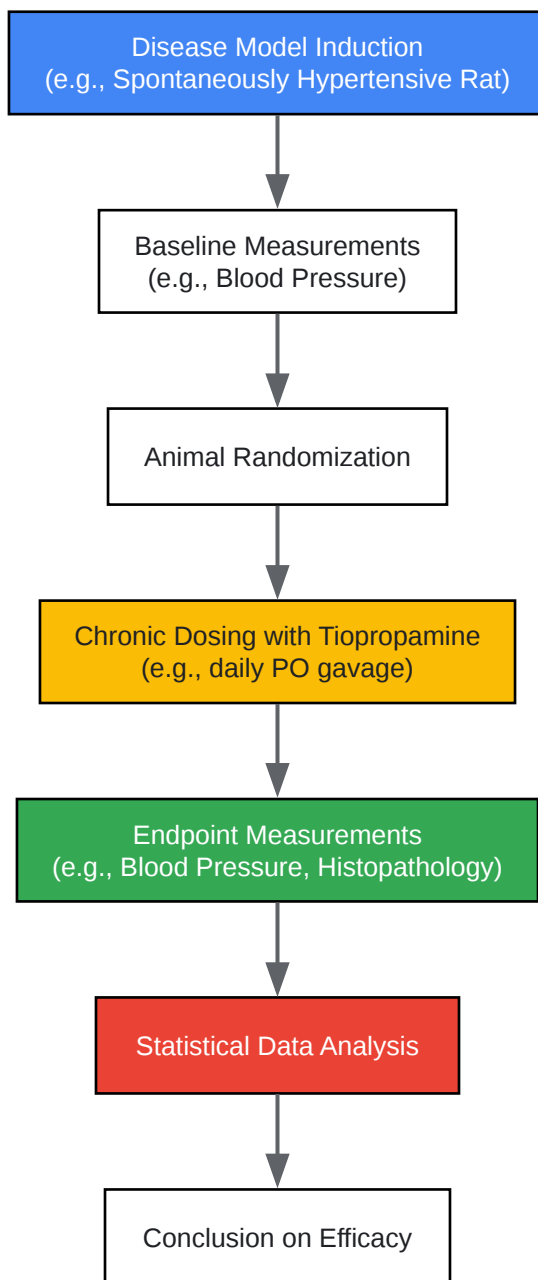 Disease Model Induction
(e.g., Spontaneously Hypertensive Rat)
Baseline Measurements
(e.g., Blood Pressure)
Animal Randomization
Chronic Dosing with Tiopropamine
(e.g., daily PO gavage)
Endpoint Measurements
(e.g., Blood Pressure, Histopathology)
Statistical Data Analysis
Conclusion on Efficacy